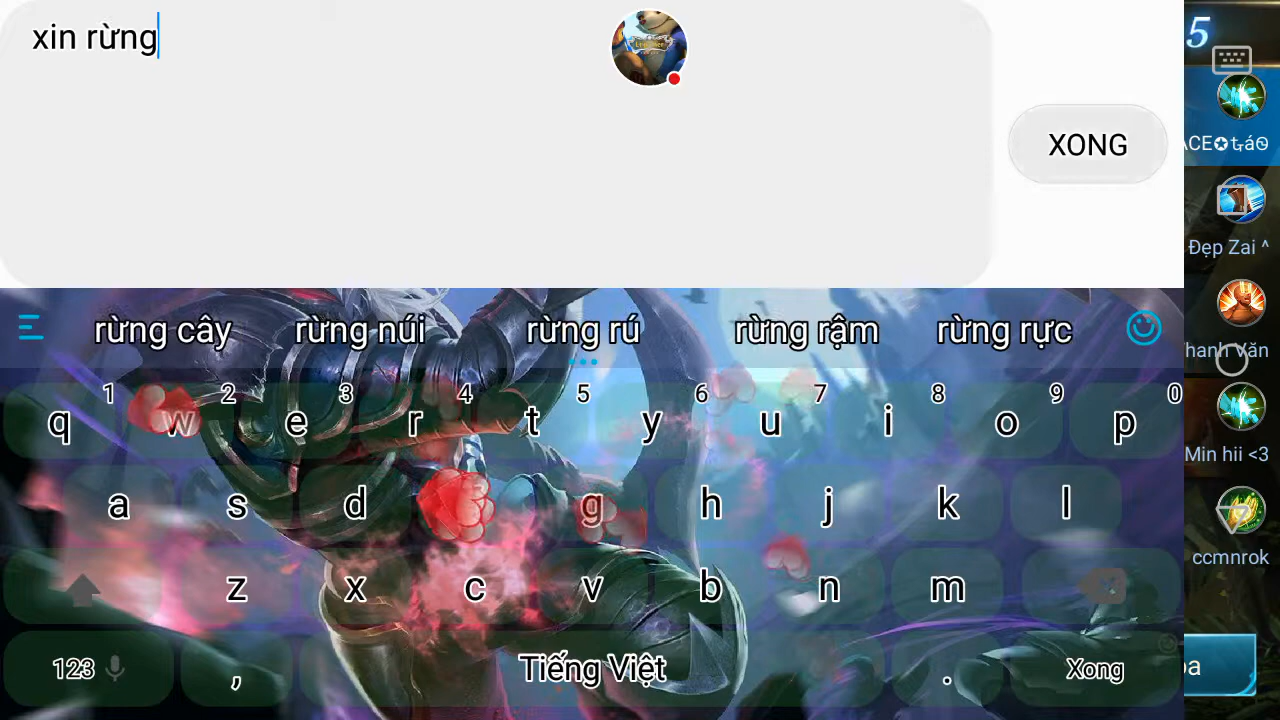 xin rừng
XONG
5
Đẹp Zai ^
Văn
Min hii <3
ccmnrok
rừng cây rừng núi rừng rú rừng rậm rừng rực
1 2 3 4 5 6 7 8 9 0
q w e r t y u i o p
a s d g h j k l
z x c v b n m
123 , Tiếng Việt . Xong